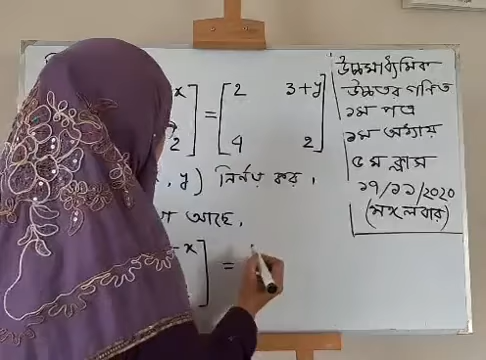 x ] = [ 2 3+y
2 ] 4 2 ]
, y) নির্ণয় কর ,
আছে,
-x ] =
উচ্চমাধ্যমিক
উচ্চতর গণিত
১ম পত্র
১ম অধ্যায়
৫ম ক্লাস
১৭/১১/২০২০
(মঙ্গলবার)